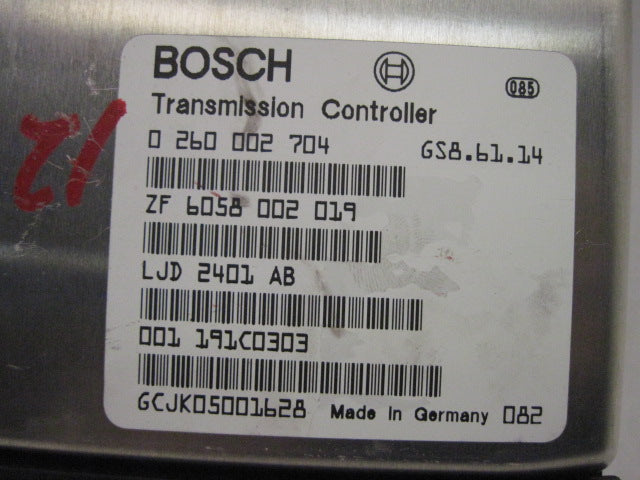 BOSCH
085
Transmission Controller
0 260 002 704 GS8.61.14
ZF 6058 002 019
LJD 2401 AB
001 191C0303
GCJK05001628 Made in Germany 082